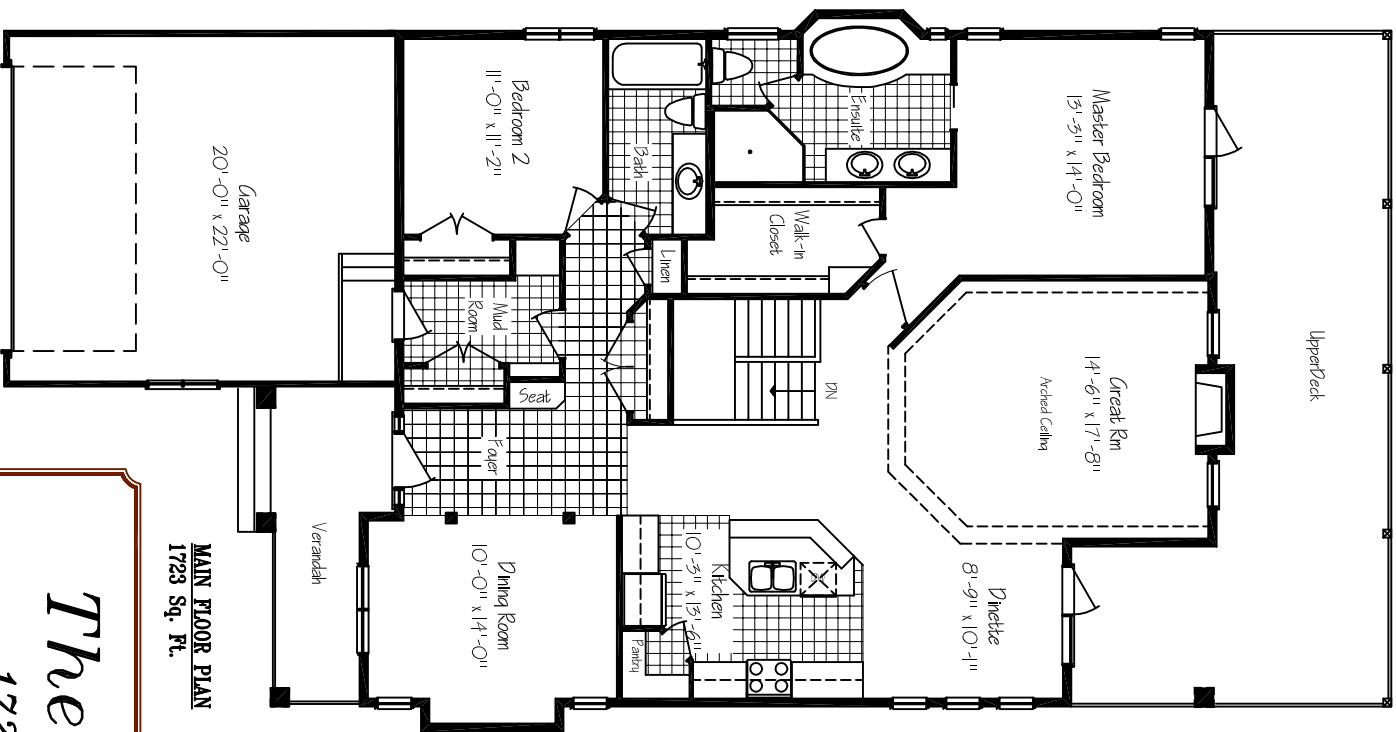 UpperDeck
Master Bedroom
13'-3" x 14'-0"
Great Rm
14'-6" x 17'-8"
Arched Ceiling
Dinette
8'-9" x 10'-1"
Ensuite
Walk-In
Closet
DN
Kitchen
10'-3" x 13'-6"
Pantry
Bath
Linen
Bedroom 2
11'-0" x 11'-2"
Mud
Room
Seat
Foyer
Dining Room
10'-0" x 14'-0"
Garage
20'-0" x 22'-0"
Verandah
MAIN FLOOR PLAN
1723 Sq. Ft.
The